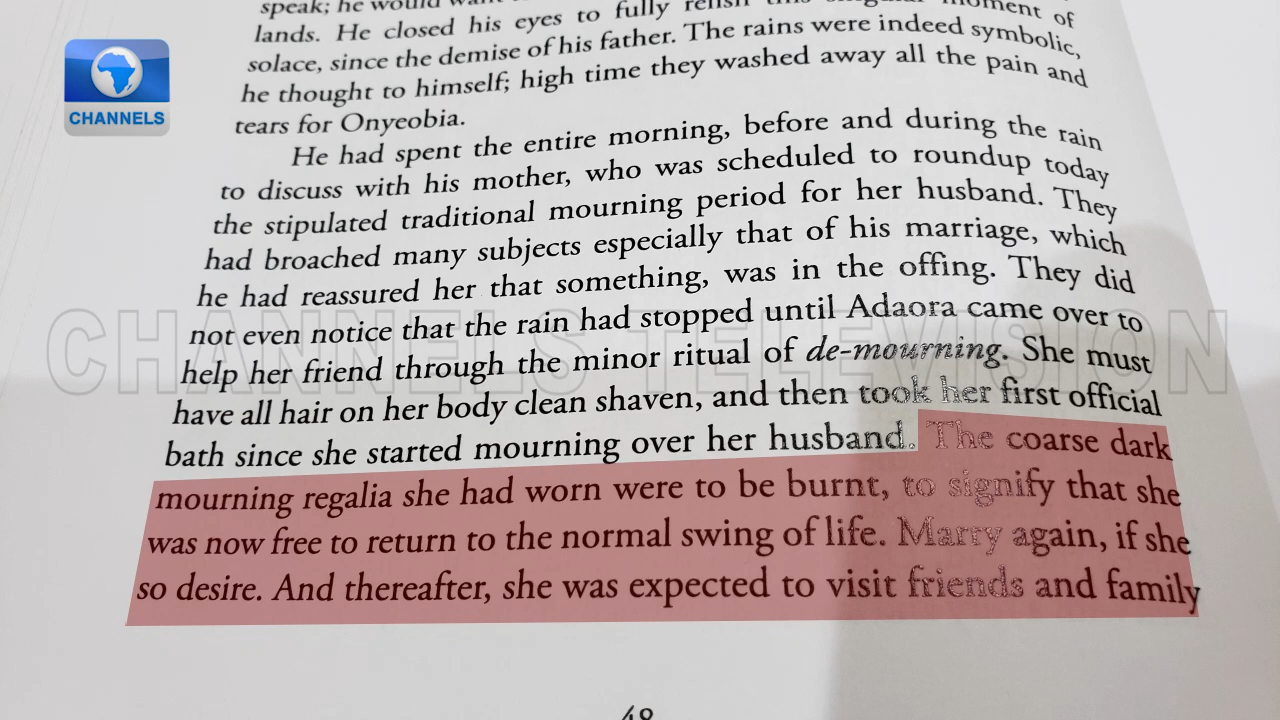 speak; he would want
lands. He closed his eyes to fully relish this singular moment of
solace, since the demise of his father. The rains were indeed symbolic,
he thought to himself; high time they washed away all the pain and
tears for Onyeobia.
He had spent the entire morning, before and during the rain
to discuss with his mother, who was scheduled to roundup today
the stipulated traditional mourning period for her husband. They
had broached many subjects especially that of his marriage, which
he had reassured her that something, was in the offing. They did
not even notice that the rain had stopped until Adaora came over to
help her friend through the minor ritual of de-mourning. She must
have all hair on her body clean shaven, and then took her first official
bath since she started mourning over her husband. The coarse dark
mourning regalia she had worn were to be burnt, to signify that she
was now free to return to the normal swing of life. Marry again, if she
so desire. And thereafter, she was expected to visit friends and family
CHANNELS
CHANNELS TELEVISION